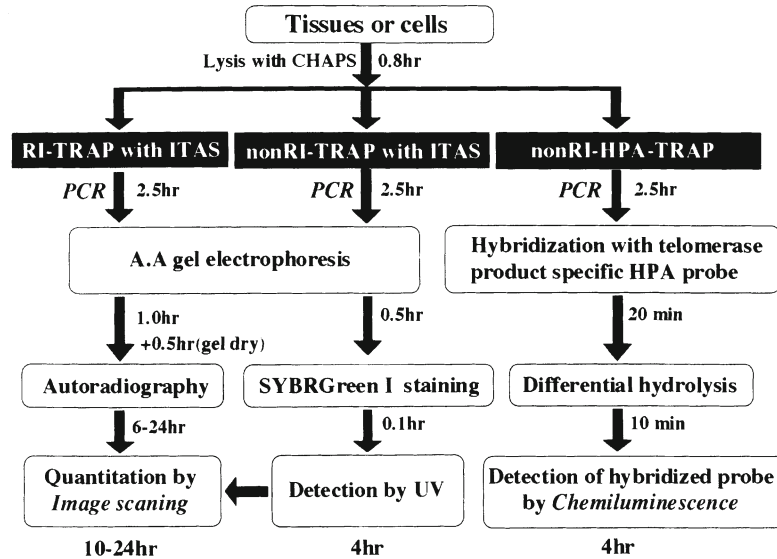 Tissues or cells
Lysis with CHAPS 0.8hr
RI-TRAP with ITAS
nonRI-TRAP with ITAS
nonRI-HPA-TRAP
PCR 2.5hr
PCR 2.5hr
PCR 2.5hr
A.A gel electrophoresis
Hybridization with telomerase
product specific HPA probe
1.0hr
+0.5hr(gel dry)
0.5hr
20 min
Autoradiography
SYBRGreen I staining
Differential hydrolysis
6-24hr
0.1hr
10 min
Quantitation by
Image scaning
Detection by UV
Detection of hybridized probe
by Chemiluminescence
10-24hr
4hr
4hr